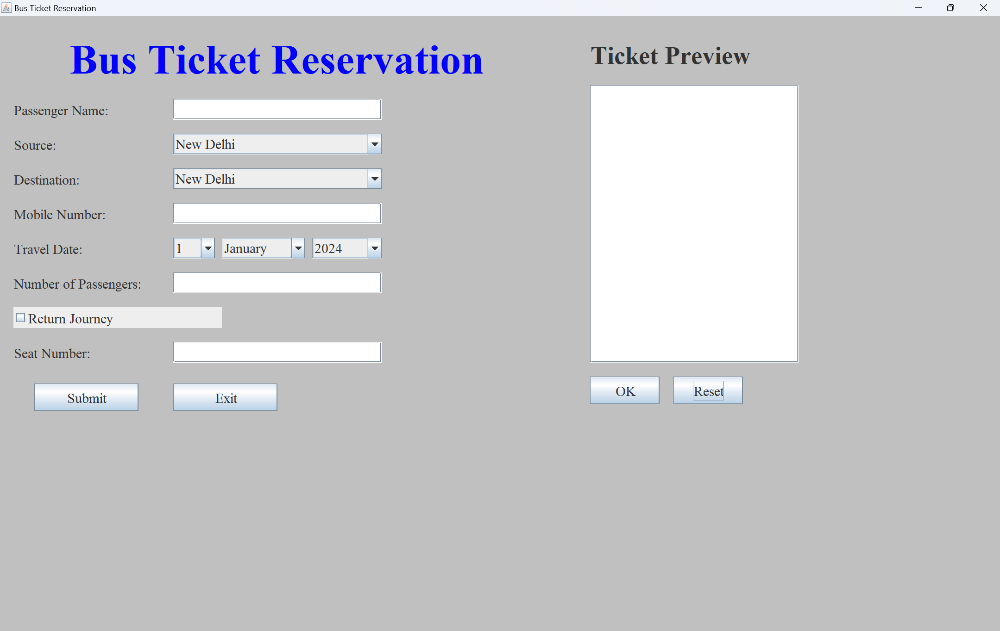 Bus Ticket Reservation
Bus Ticket Reservation
Passenger Name:
Source: New Delhi
Destination: New Delhi
Mobile Number:
Travel Date: 1 January 2024
Number of Passengers:
Return Journey
Seat Number:
Submit Exit
Ticket Preview
OK Reset